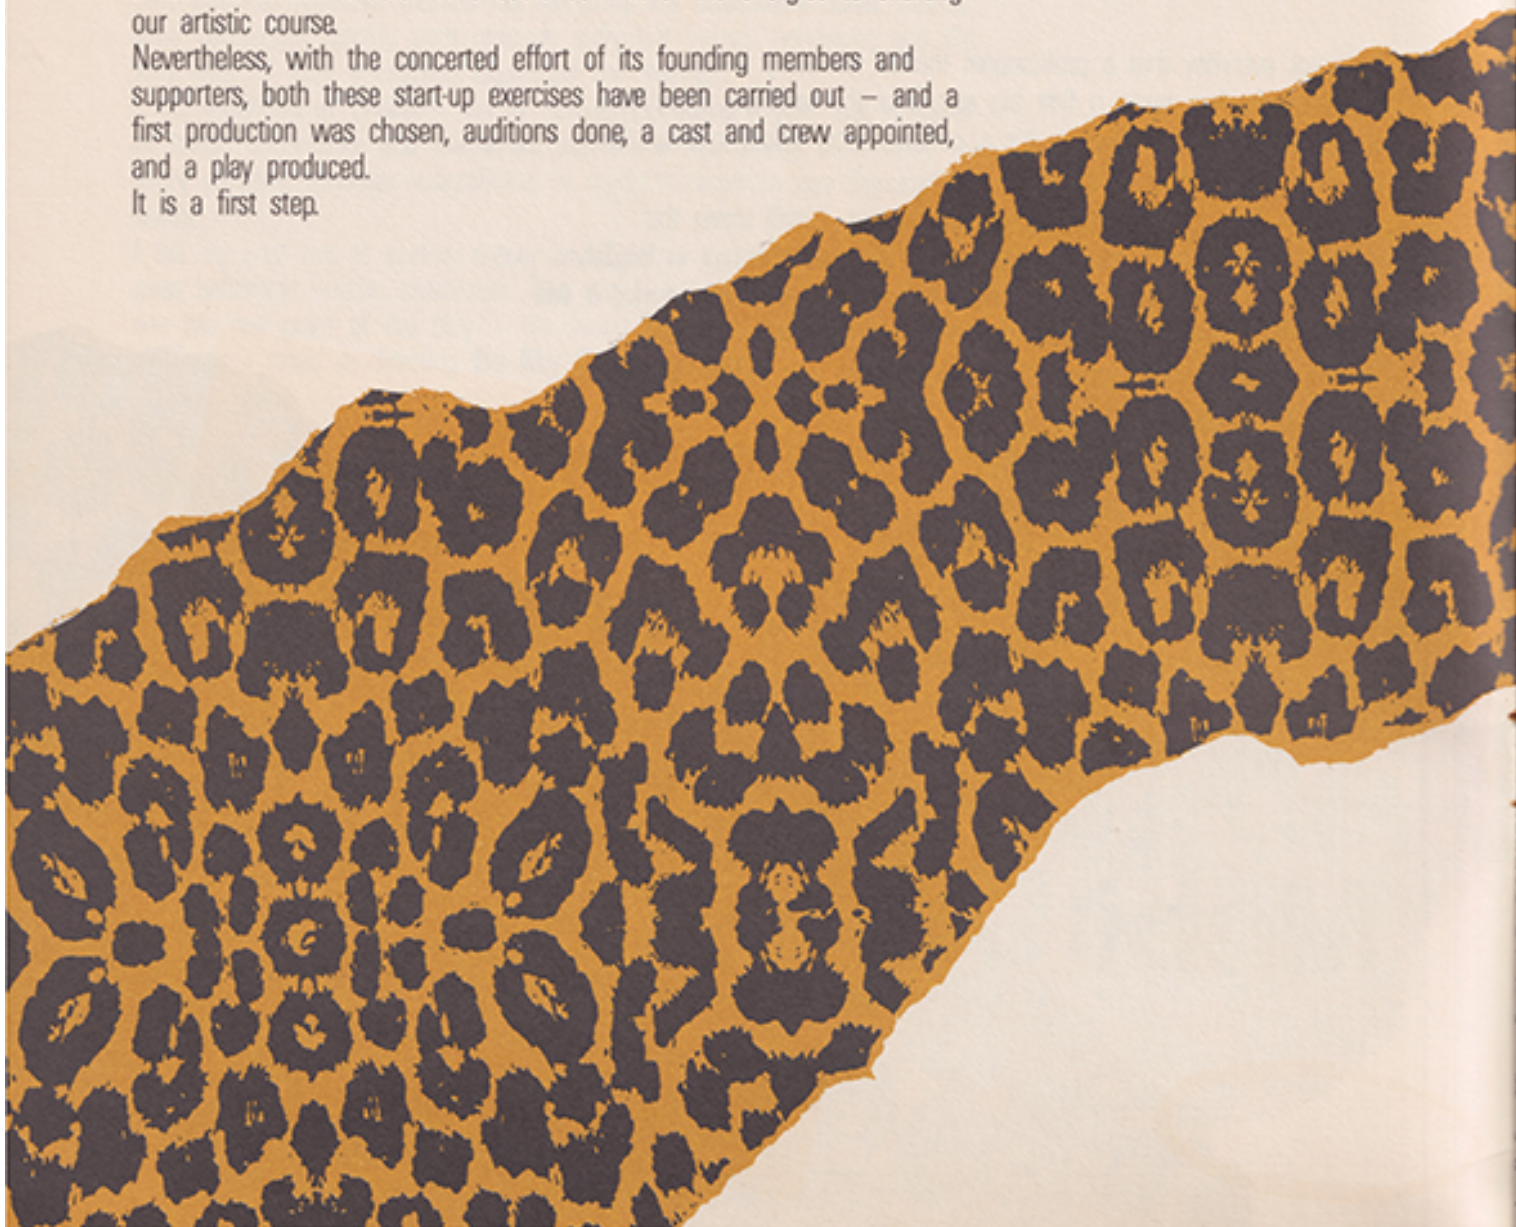 our artistic course.
Nevertheless, with the concerted effort of its founding members and
supporters, both these start-up exercises have been carried out – and a
first production was chosen, auditions done, a cast and crew appointed,
and a play produced.
It is a first step.